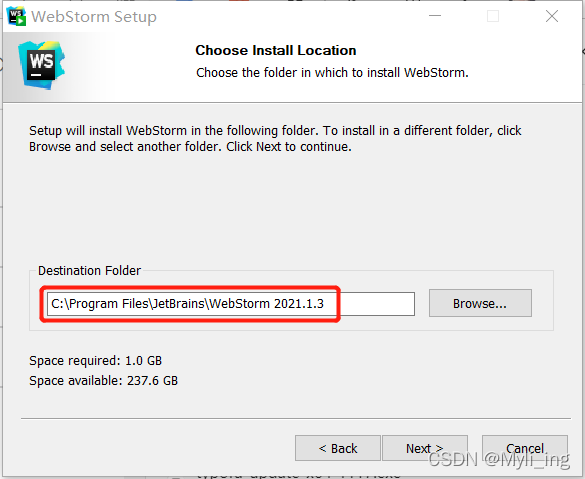 WebStorm Setup
WS
Choose Install Location
Choose the folder in which to install WebStorm.
Setup will install WebStorm in the following folder. To install in a different folder, click
Browse and select another folder. Click Next to continue.
Destination Folder
C:\Program Files\JetBrains\WebStorm 2021.1.3
Browse...
Space required: 1.0 GB
Space available: 237.6 GB
< Back
Next >
Cancel
CSDN @Myli_ing